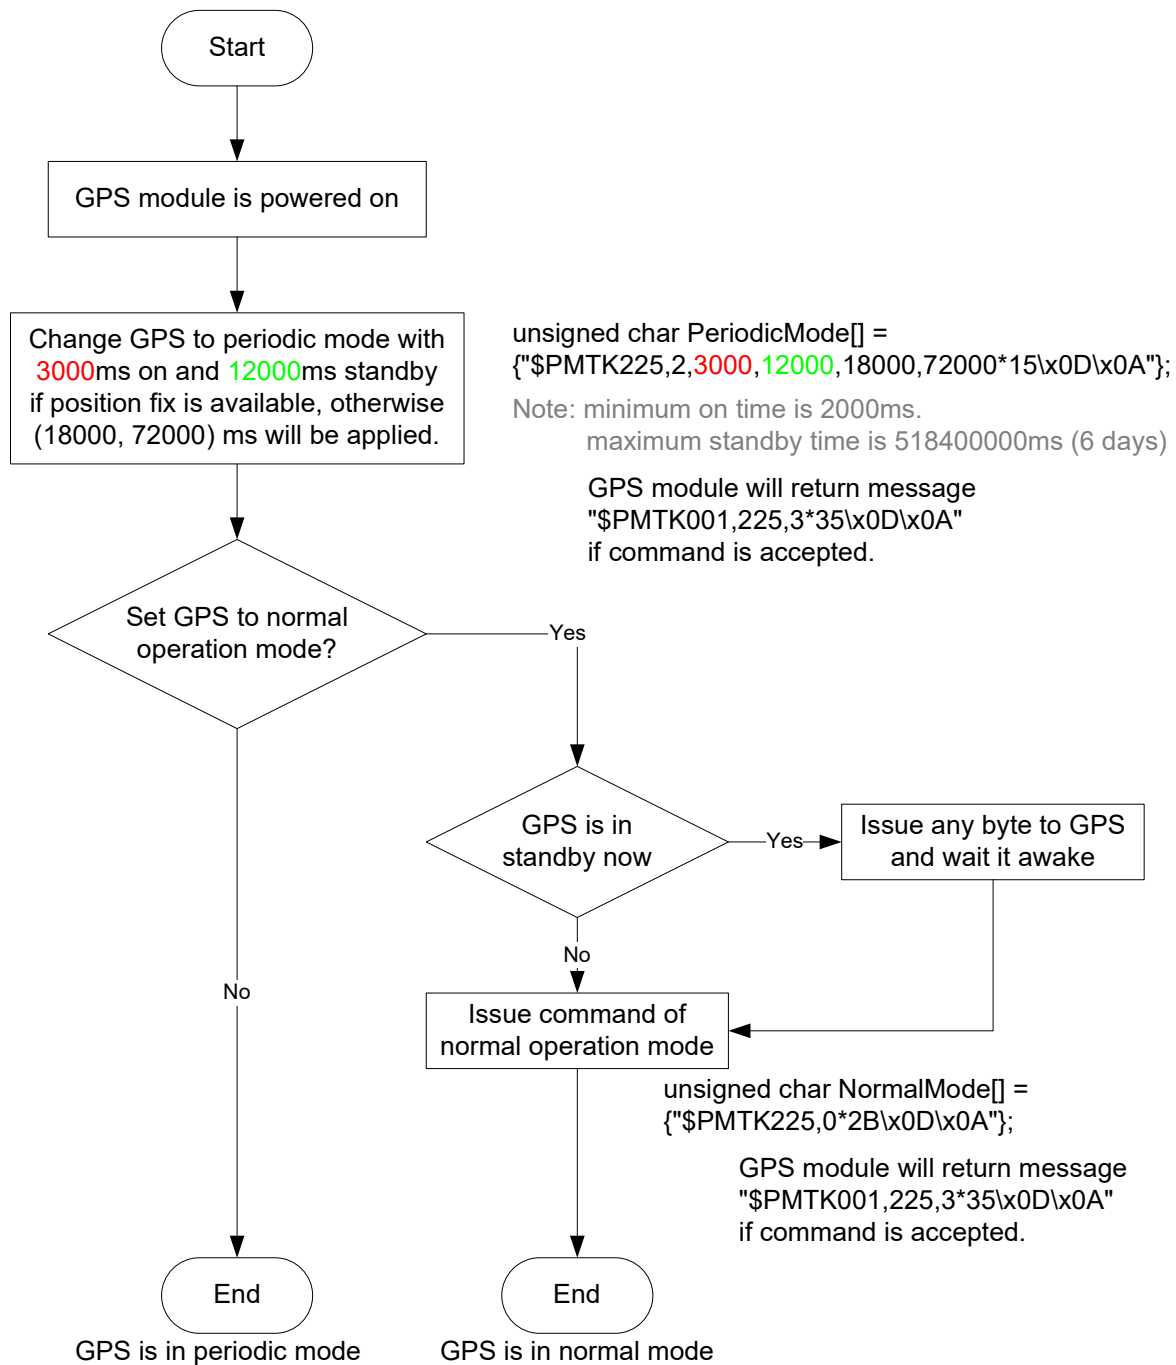 Start
GPS module is powered on
Change GPS to periodic mode with
3000ms on and 12000ms standby
if position fix is available, otherwise
(18000, 72000) ms will be applied.
unsigned char PeriodicMode[] =
{"$PMTK225,2,3000,12000,18000,72000*15\x0D\x0A"};
Note: minimum on time is 2000ms.
maximum standby time is 518400000ms (6 days)
GPS module will return message
"$PMTK001,225,3*35\x0D\x0A"
if command is accepted.
Set GPS to normal
operation mode?
Yes
GPS is in
standby now
Yes
Issue any byte to GPS
and wait it awake
No
No
Issue command of
normal operation mode
unsigned char NormalMode[] =
{"$PMTK225,0*2B\x0D\x0A"};
GPS module will return message
"$PMTK001,225,3*35\x0D\x0A"
if command is accepted.
End
End
GPS is in periodic mode
GPS is in normal mode